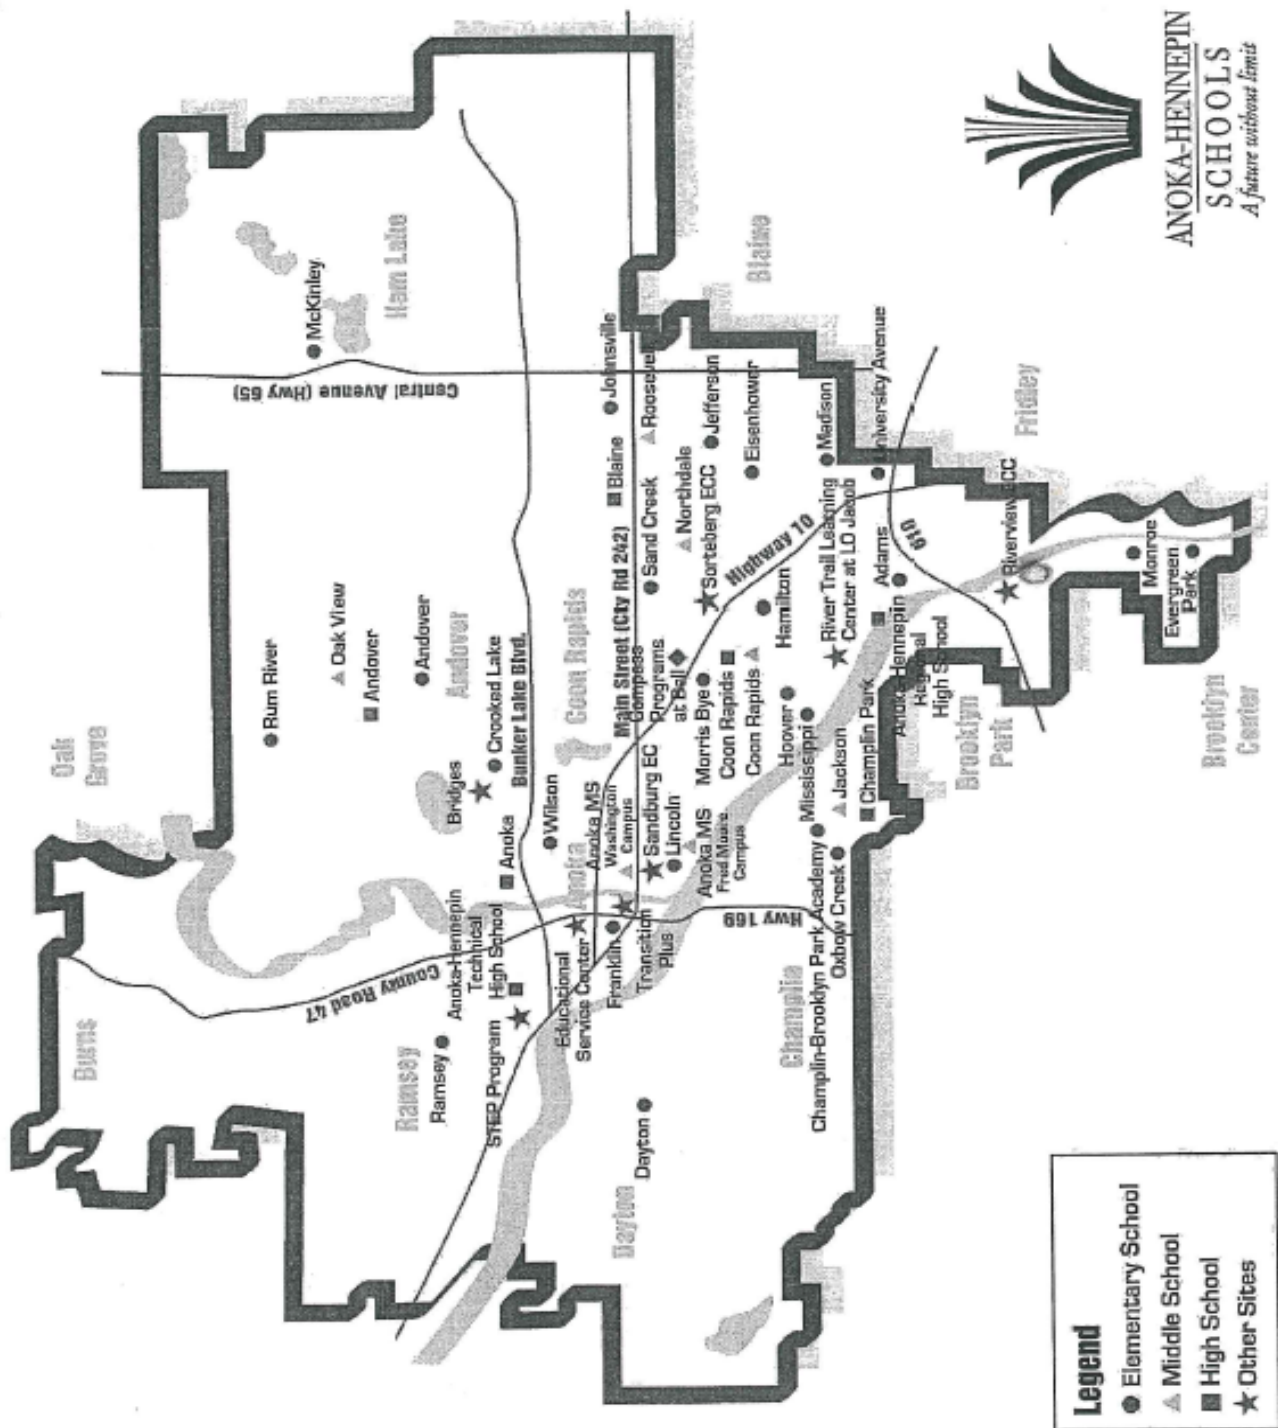 ANOKA-HENNEPIN
SCHOOLS
A future without limit
Oak
Grove
Burns
Ham Lake
McKinley
Central Avenue (Hwy 65)
Rum River
Oak View
Andover
Andover
Andover
Crooked Lake
Bridges
Bunker Lake Blvd.
County Road 47
Ramsey
Ramsey
Anoka-Hennepin
Technical
High School
STEP Program
Anoka
Wilson
Anoka
Coon Rapids
Main Street (City Rd 242)
Johnsville
Blaine
Roosevelt
Blaine
Sand Creek
Northdale
Jefferson
Sorteberg ECC
Eisenhower
Highway 10
Compass
Programs
at Bell
Anoka MS
Washington
Campus
Educational
Service Center
Franklin
Transition
Plus
Sandburg EC
Lincoln
Anoka MS
Fred Moore
Campus
Morris Bye
Coon Rapids
Coon Rapids
Hoover
Hamilton
Madison
University Avenue
River Trail Learning
Center at LO Jacob
Adams
610
Fridley
Mississippi
Jackson
Champlin Park
Anoka-Hennepin
Regional
High School
Riverview ECC
Hwy 169
Champlin
Champlin-Brooklyn Park Academy
Oxbow Creek
Dayton
Dayton
Brooklyn
Park
Monroe
Evergreen
Park
Brooklyn
Center
Legend
Elementary School
Middle School
High School
Other Sites